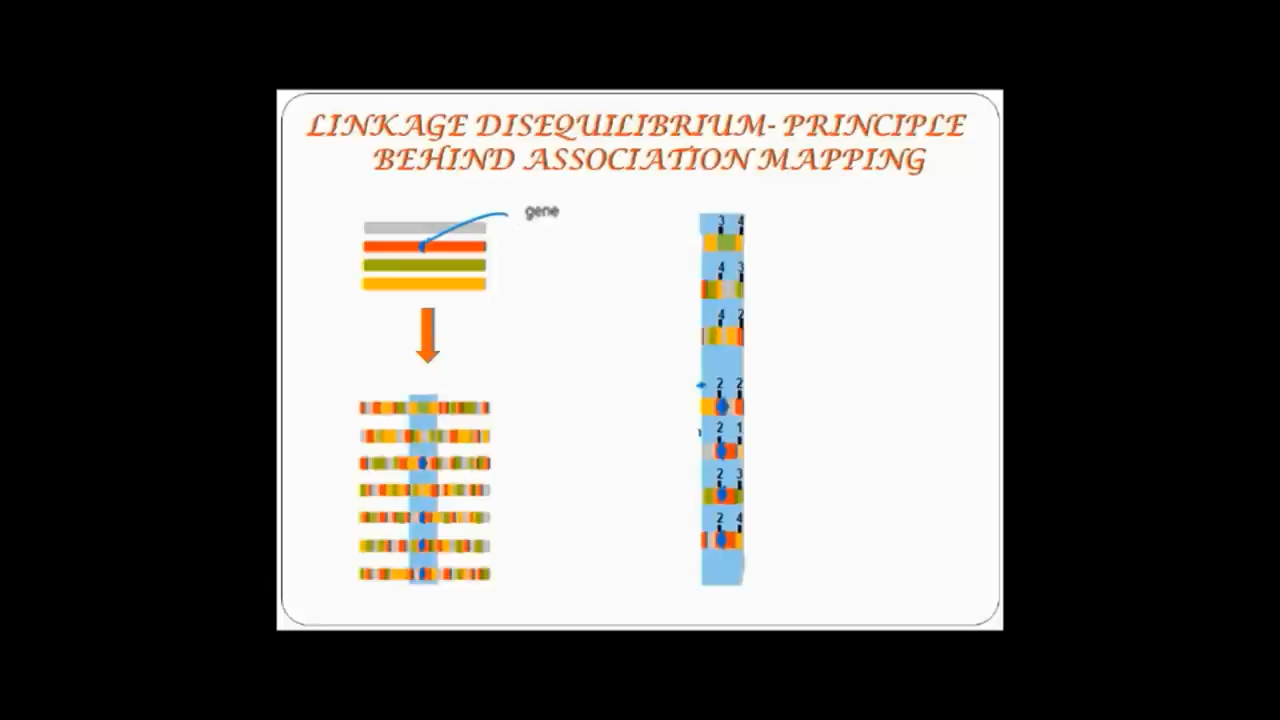 LINKAGE DISEQUILIBRIUM- PRINCIPLE
BEHIND ASSOCIATION MAPPING
gene
3 4
4 3
4 2
2 2
2 1
2 3
2 4